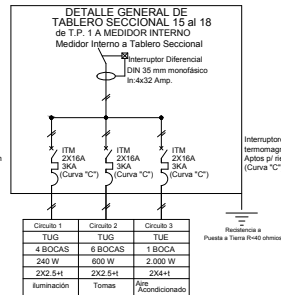 DETALLE GENERAL DE
TABLERO SECCIONAL 15 al 18
de T.P. 1 A MEDIDOR INTERNO
Medidor Interno a Tablero Seccional
Interruptor Diferencial
DIN 35 mm monofásico
In:4x32 Amp.
ITM
2X16A
3KA
(Curva "C")
ITM
2X16A
3KA
(Curva "C")
ITM
2X16A
3KA
(Curva "C")
Aptos p/
(Curva "C"
Resistencia a
Puesta a Tierra R<40 ohmios
Circuito 1 Circuito 2 Circuito 3
TUG TUG TUE
4 BOCAS 6 BOCAS 1 BOCA
240 W 600 W 2.000 W
2X2.5+t 2X2.5+t 2X4+t
iluminación Tomas Aire
Acondicionado